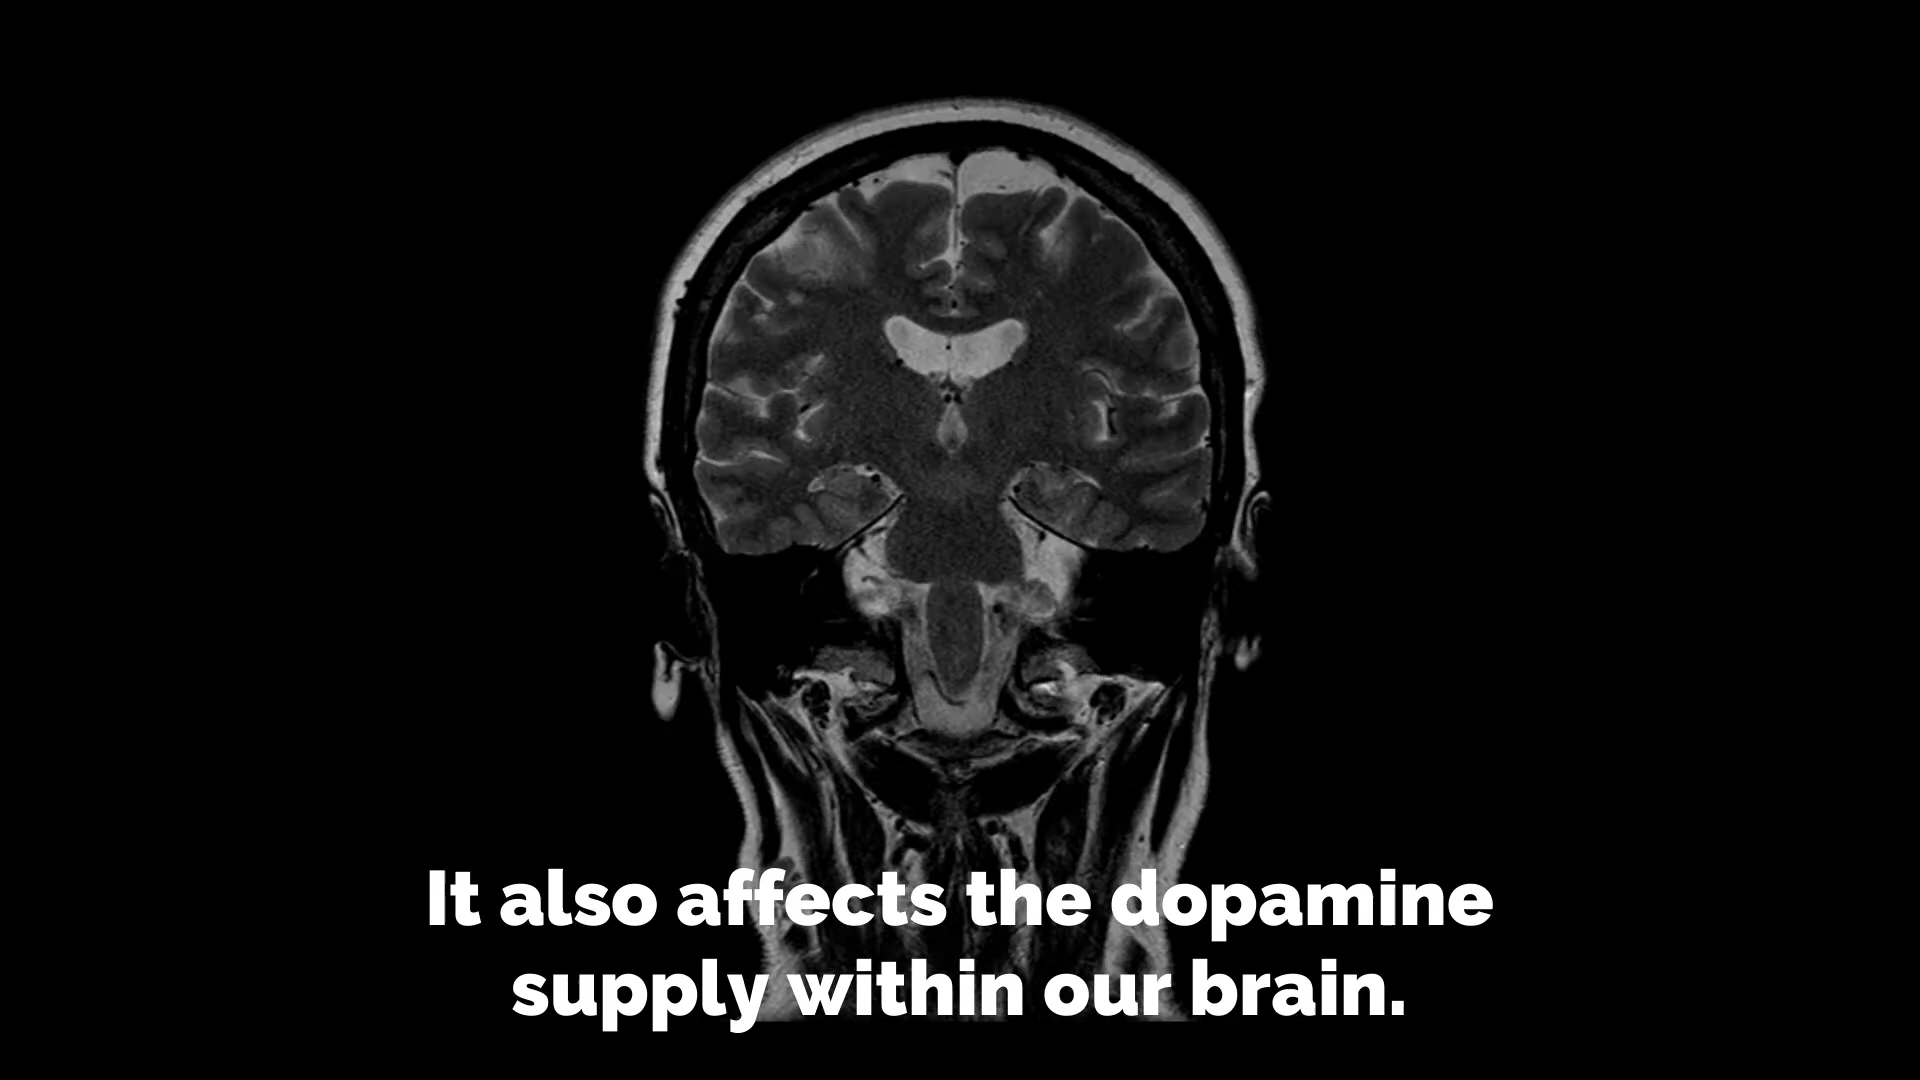 It also affects the dopamine
supply within our brain.